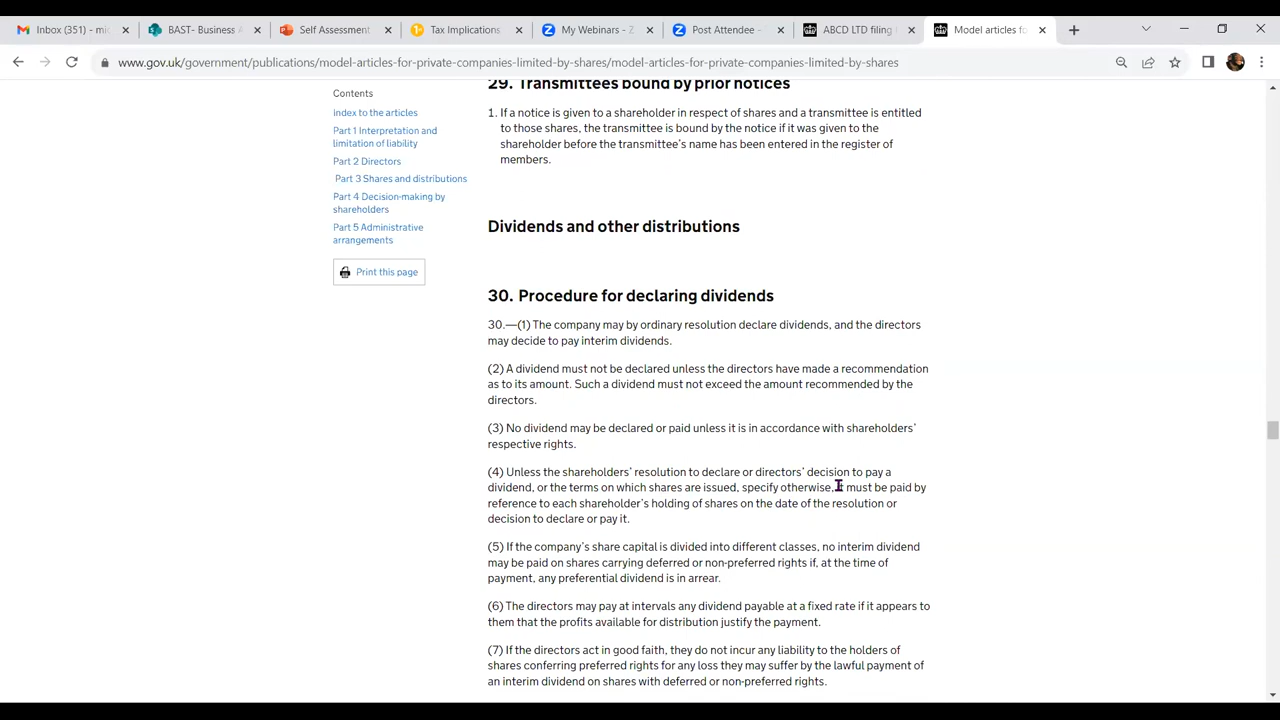 Inbox (351) - m
BAST- Business
Self Assessment
Tax Implications
My Webinars - Z
Post Attendee -
ABCD LTD filing
Model articles fo
www.gov.uk/government/publications/model-articles-for-private-companies-limited-by-shares/model-articles-for-private-companies-limited-by-shares
Contents
Index to the articles
Part 1 Interpretation and
limitation of liability
Part 2 Directors
Part 3 Shares and distributions
Part 4 Decision-making by
shareholders
Part 5 Administrative
arrangements
Print this page
29. Transmittees bound by prior notices
1. If a notice is given to a shareholder in respect of shares and a transmittee is entitled
to those shares, the transmittee is bound by the notice if it was given to the
shareholder before the transmittee's name has been entered in the register of
members.
Dividends and other distributions
30. Procedure for declaring dividends
30.—(1) The company may by ordinary resolution declare dividends, and the directors
may decide to pay interim dividends.
(2) A dividend must not be declared unless the directors have made a recommendation
as to its amount. Such a dividend must not exceed the amount recommended by the
directors.
(3) No dividend may be declared or paid unless it is in accordance with shareholders'
respective rights.
(4) Unless the shareholders' resolution to declare or directors' decision to pay a
dividend, or the terms on which shares are issued, specify otherwise, it must be paid by
reference to each shareholder's holding of shares on the date of the resolution or
decision to declare or pay it.
(5) If the company's share capital is divided into different classes, no interim dividend
may be paid on shares carrying deferred or non-preferred rights if, at the time of
payment, any preferential dividend is in arrear.
(6) The directors may pay at intervals any dividend payable at a fixed rate if it appears to
them that the profits available for distribution justify the payment.
(7) If the directors act in good faith, they do not incur any liability to the holders of
shares conferring preferred rights for any loss they may suffer by the lawful payment of
an interim dividend on shares with deferred or non-preferred rights.